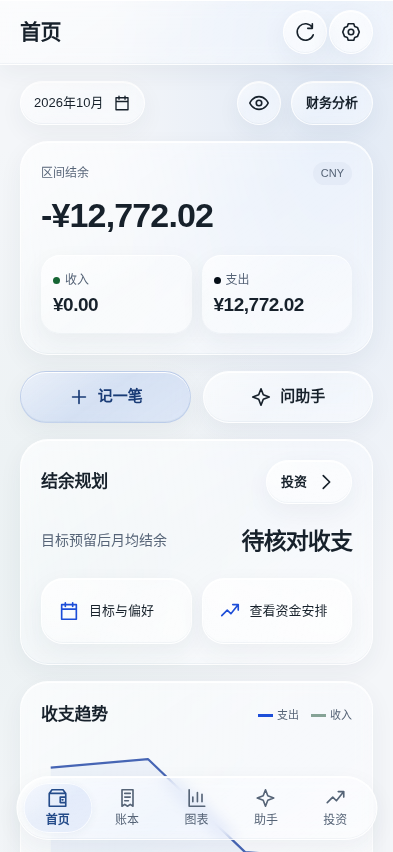 首页
2026年10月
财务分析
区间结余
CNY
-¥12,772.02
收入
支出
¥0.00
¥12,772.02
记一笔
问助手
结余规划
投资
目标预留后月均结余
待核对收支
目标与偏好
查看资金安排
收支趋势
支出
收入
首页
账本
图表
助手
投资